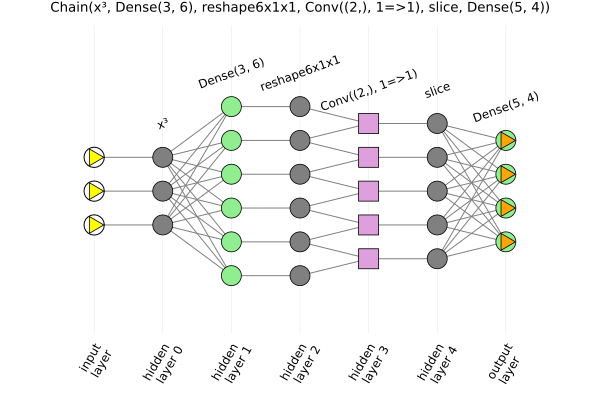 Chain(x³, Dense(3, 6), reshape6x1x1, Conv((2,), 1=>1), slice, Dense(5, 4))
x³
Dense(3, 6)
reshape6x1x1
Conv((2,), 1=>1)
slice
Dense(5, 4)
input
layer
hidden
layer 0
hidden
layer 1
hidden
layer 2
hidden
layer 3
hidden
layer 4
output
layer